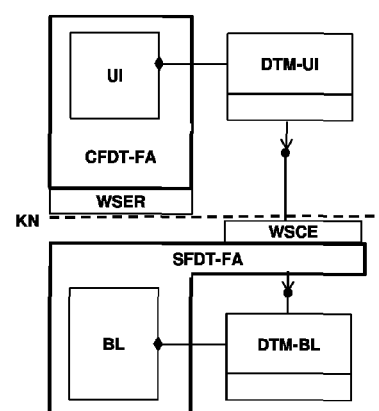 UI
DTM-UI
CFDT-FA
WSER
KN
WSCE
SFDT-FA
BL
DTM-BL